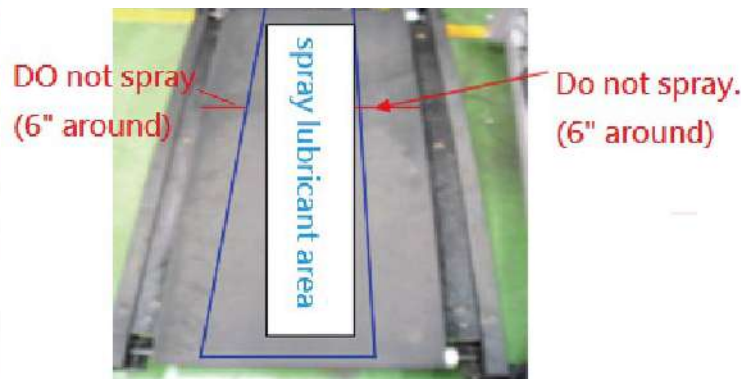 DO not spray
(6" around)
spray lubricant area
Do not spray.
(6" around)